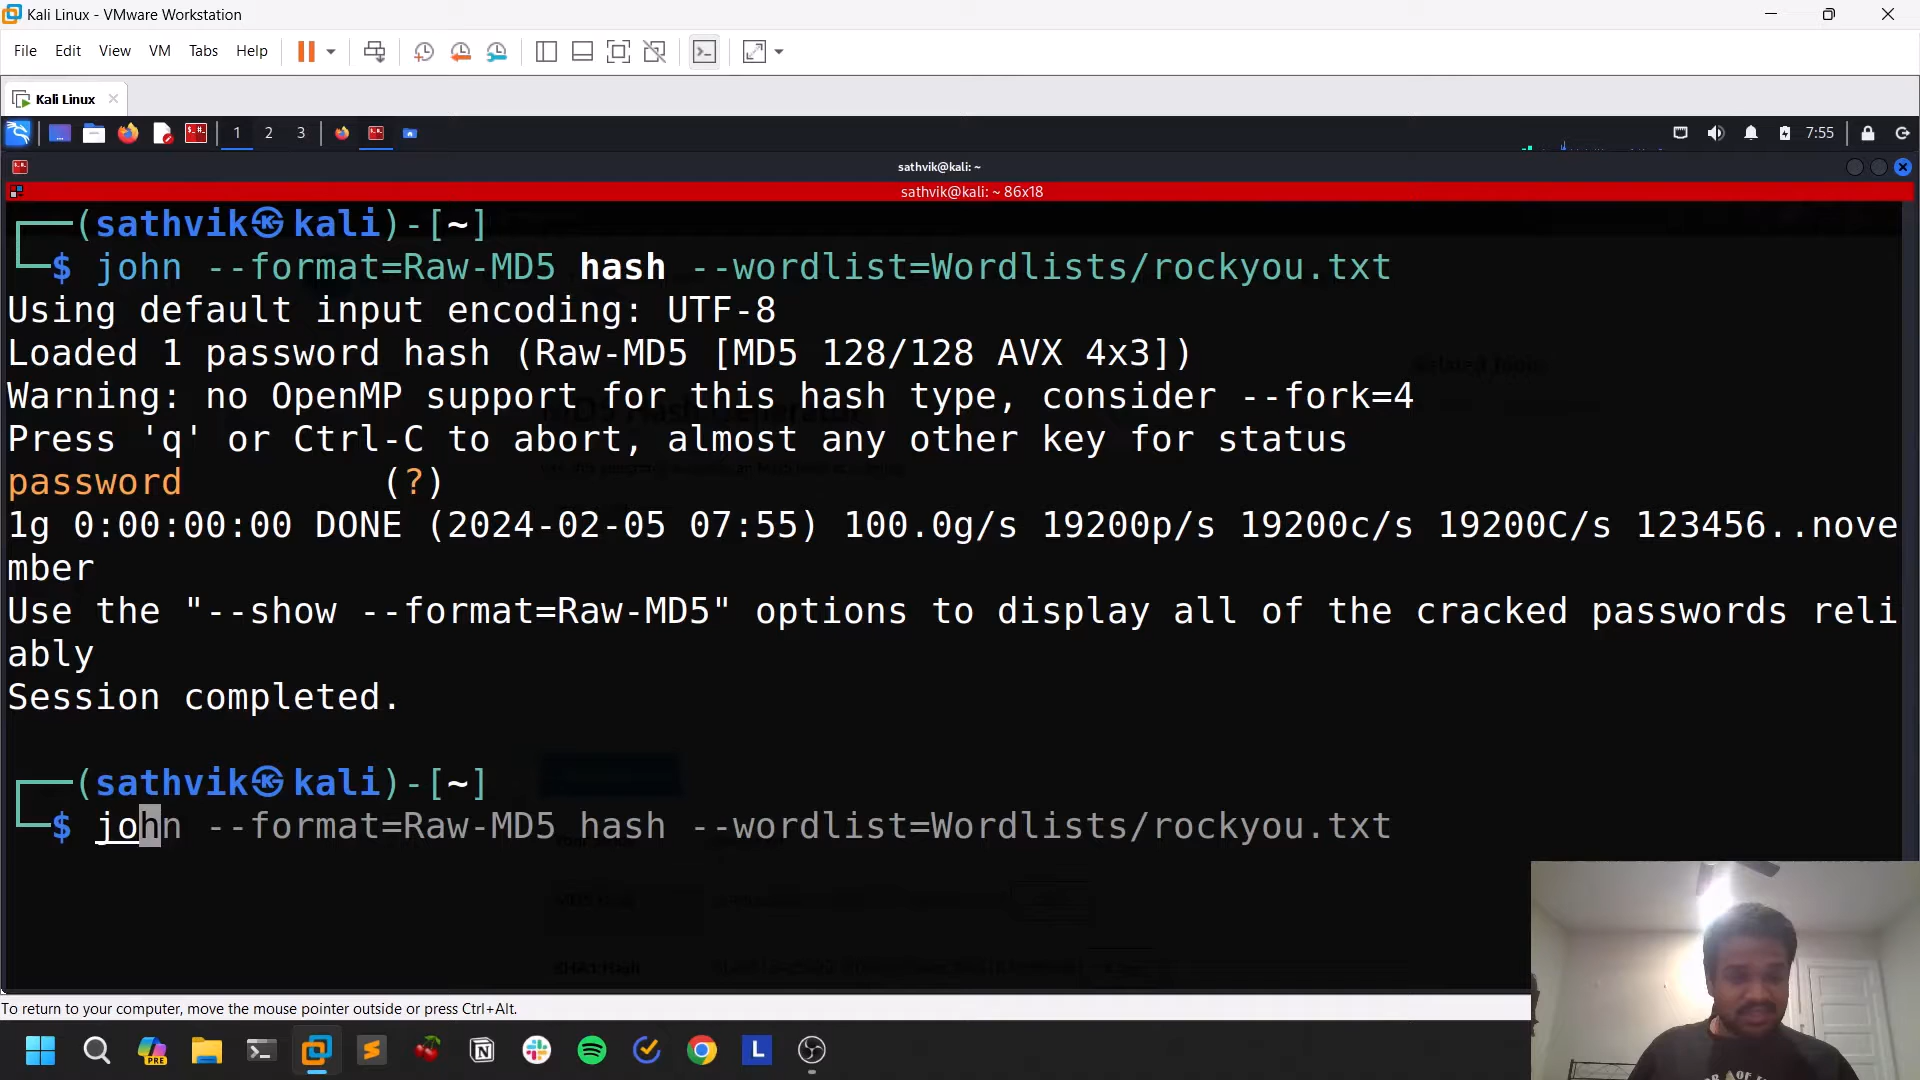 Kali Linux - VMware Workstation
File Edit View VM Tabs Help
Kali Linux
1 2 3 7:55
sathvik@kali: ~
sathvik@kali: ~ 86x18
(sathvik㉿kali)-[~]
$ john --format=Raw-MD5 hash --wordlist=Wordlists/rockyou.txt
Using default input encoding: UTF-8
Loaded 1 password hash (Raw-MD5 [MD5 128/128 AVX 4x3])
Warning: no OpenMP support for this hash type, consider --fork=4
Press 'q' or Ctrl-C to abort, almost any other key for status
password (?)
1g 0:00:00:00 DONE (2024-02-05 07:55) 100.0g/s 19200p/s 19200c/s 19200C/s 123456..nove
mber
Use the "--show --format=Raw-MD5" options to display all of the cracked passwords reli
ably
Session completed.
(sathvik㉿kali)-[~]
$ john --format=Raw-MD5 hash --wordlist=Wordlists/rockyou.txt
To return to your computer, move the mouse pointer outside or press Ctrl+Alt.
PRE
L